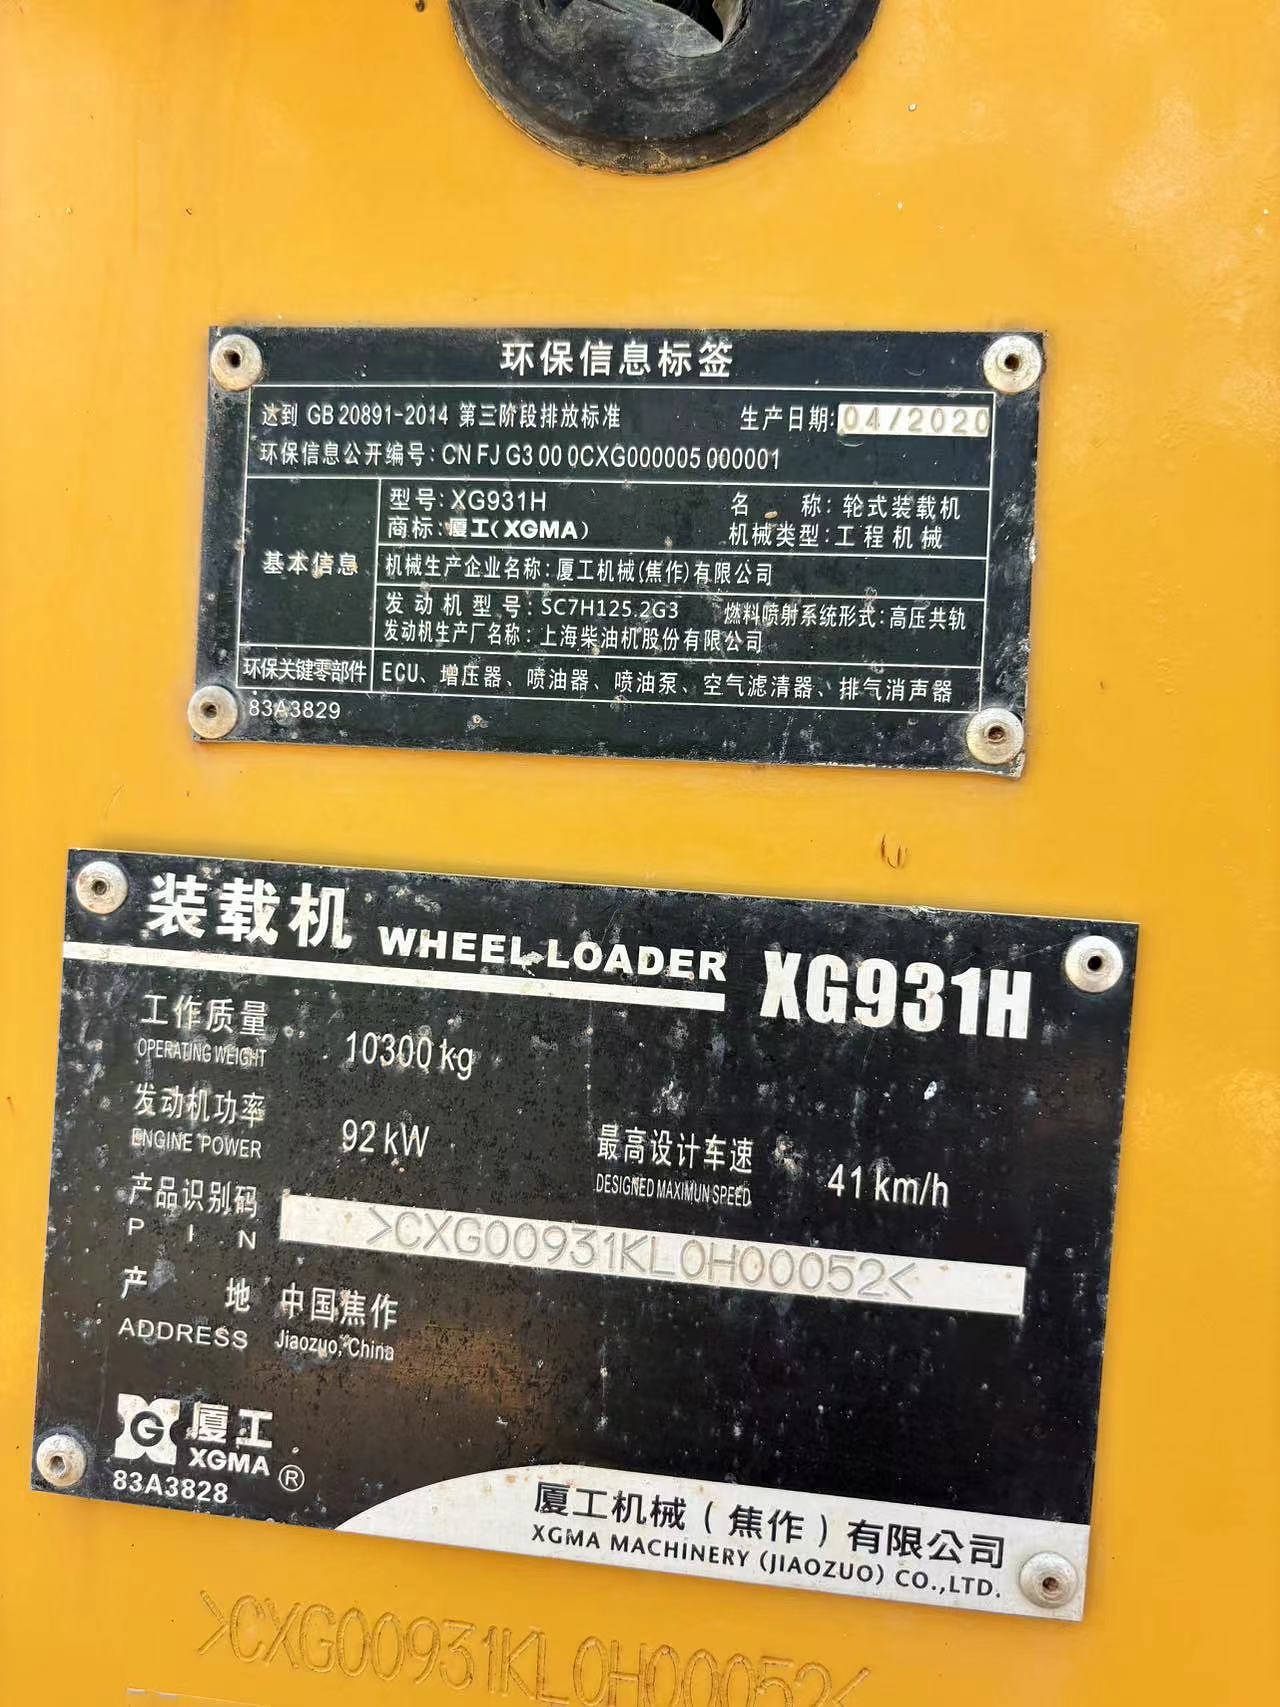 环保信息标签
达到 GB 20891-2014 第三阶段排放标准 生产日期: 04/2020
环保信息公开编号: CN FJ G3 00 0CXG000005 000001
基本信息
型号: XG931H 名 称: 轮式装载机
商标: 厦工(XGMA) 机械类型: 工程机械
机械生产企业名称: 厦工机械(焦作)有限公司
发动机型号: SC7H125.2G3 燃料喷射系统形式: 高压共轨
发动机生产厂名称: 上海柴油机股份有限公司
环保关键零部件 ECU、增压器、喷油器、喷油泵、空气滤清器、排气消声器
83A3829
装载机 WHEEL LOADER XG931H
工作质量 10300 kg
OPERATING WEIGHT
发动机功率 92 kW 最高设计车速 41 km/h
ENGINE POWER DESIGNED MAXIMUN SPEED
产品识别码 >CXG00931KL0H00052<
P I N
产 地 中国焦作
ADDRESS Jiaozuo, China
G 厦工
XGMA ®
83A3828
厦工机械(焦作)有限公司
XGMA MACHINERY (JIAOZUO) CO.,LTD.
>CXG00931KL0H00052<